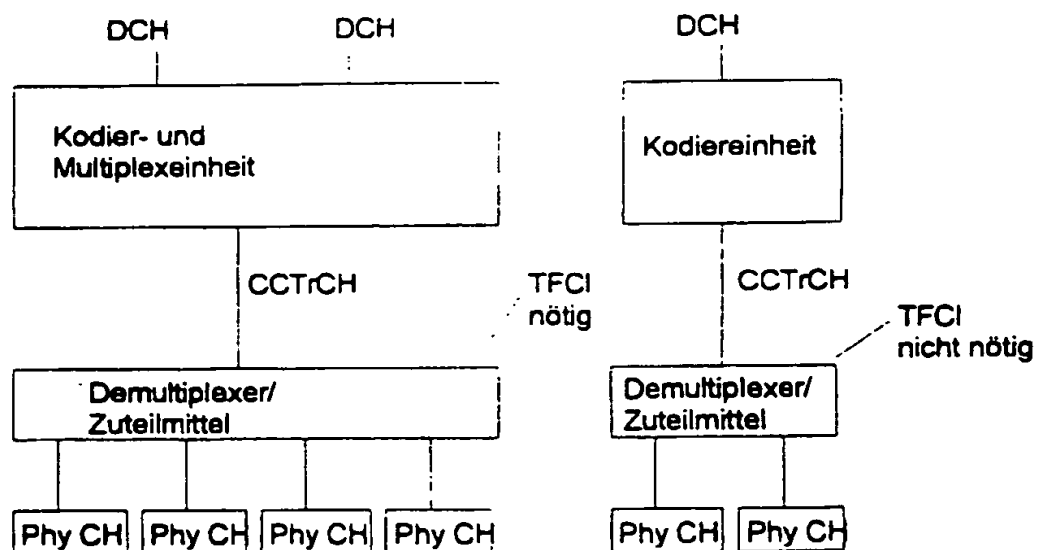 DCH
DCH
DCH
Kodier- und
Multiplexeinheit
Kodiereinheit
CCTrCH
TFCI
nötig
CCTrCH
TFCI
nicht nötig
Demultiplexer/
Zuteilmittel
Demultiplexer/
Zuteilmittel
Phy CH
Phy CH
Phy CH
Phy CH
Phy CH
Phy CH